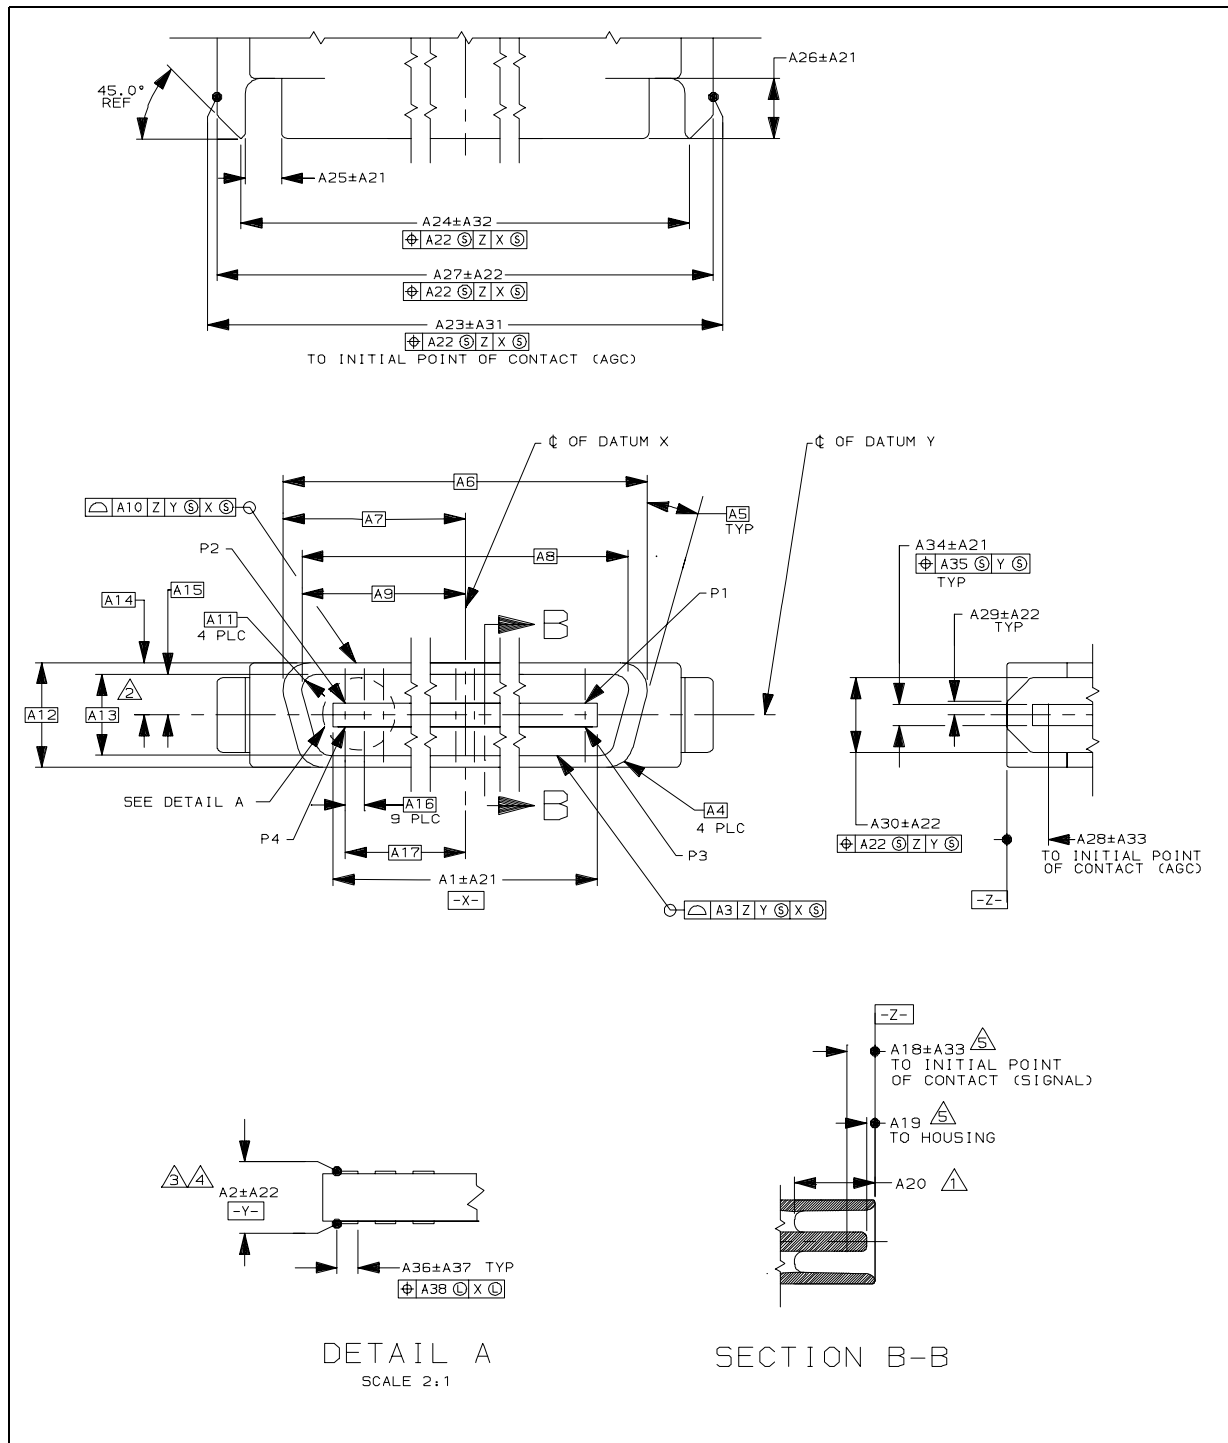 A26±A21
45.0°
REF
A25±A21
A24±A32
⌖ A22 Ⓢ Z X Ⓢ
A27±A22
⌖ A22 Ⓢ Z X Ⓢ
A23±A31
⌖ A22 Ⓢ Z X Ⓢ
TO INITIAL POINT OF CONTACT (AGC)
℄ OF DATUM X
℄ OF DATUM Y
A6
⌓ A10 Z Y Ⓢ X Ⓢ
A7
A5
TYP
P2
A8
A34±A21
⌖ A35 Ⓢ Y Ⓢ
TYP
A15
A14
A9
P1
A11
4 PLC
B
A29±A22
TYP
2
A12
A13
SEE DETAIL A
A16
9 PLC
B
A4
4 PLC
P4
A17
P3
A30±A22
⌖ A22 Ⓢ Z Y Ⓢ
A28±A33
TO INITIAL POINT
OF CONTACT (AGC)
A1±A21
-X-
-Z-
⌓ A3 Z Y Ⓢ X Ⓢ
-Z-
A18±A33 5
TO INITIAL POINT
OF CONTACT (SIGNAL)
A19 5
TO HOUSING
A20 1
3 4
A2±A22
-Y-
A36±A37 TYP
⌖ A38 Ⓛ X Ⓛ
DETAIL A
SCALE 2:1
SECTION B-B